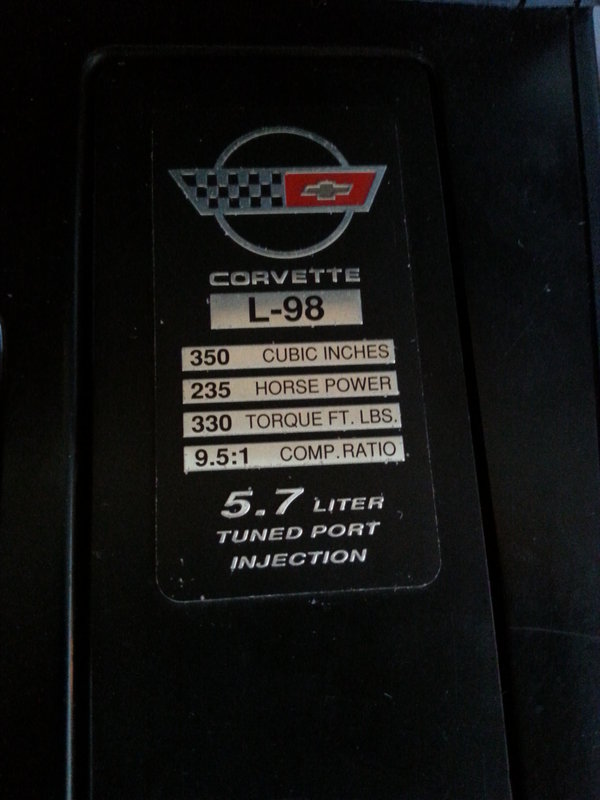 CORVETTE
L-98
350 CUBIC INCHES
235 HORSE POWER
330 TORQUE FT. LBS.
9.5:1 COMP.RATIO
5.7 LITER
TUNED PORT
INJECTION